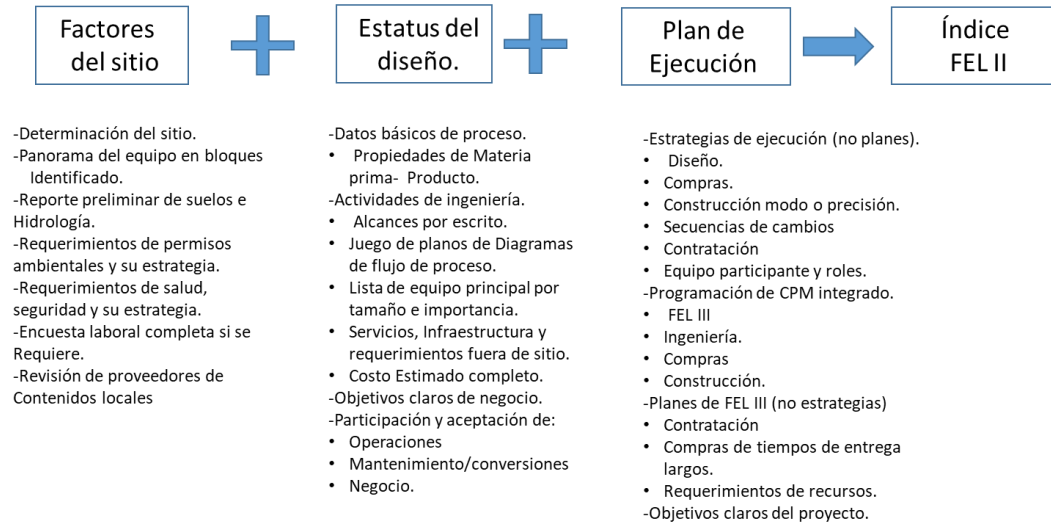 Factores
del sitio
Estatus del
diseño.
Plan de
Ejecución
Índice
FEL II
-Determinación del sitio.
-Panorama del equipo en bloques
Identificado.
-Reporte preliminar de suelos e
Hidrología.
-Requerimientos de permisos
ambientales y su estrategia.
-Requerimientos de salud,
seguridad y su estrategia.
-Encuesta laboral completa si se
Requiere.
-Revisión de proveedores de
Contenidos locales
-Datos básicos de proceso.
• Propiedades de Materia
prima- Producto.
-Actividades de ingeniería.
• Alcances por escrito.
• Juego de planos de Diagramas
de flujo de proceso.
• Lista de equipo principal por
tamaño e importancia.
• Servicios, Infraestructura y
requerimientos fuera de sitio.
• Costo Estimado completo.
-Objetivos claros de negocio.
-Participación y aceptación de:
• Operaciones
• Mantenimiento/conversiones
• Negocio.
-Estrategias de ejecución (no planes).
• Diseño.
• Compras.
• Construcción modo o precisión.
• Secuencias de cambios
• Contratación
• Equipo participante y roles.
-Programación de CPM integrado.
• FEL III
• Ingeniería.
• Compras
• Construcción.
-Planes de FEL III (no estrategias)
• Contratación
• Compras de tiempos de entrega
largos.
• Requerimientos de recursos.
-Objetivos claros del proyecto.